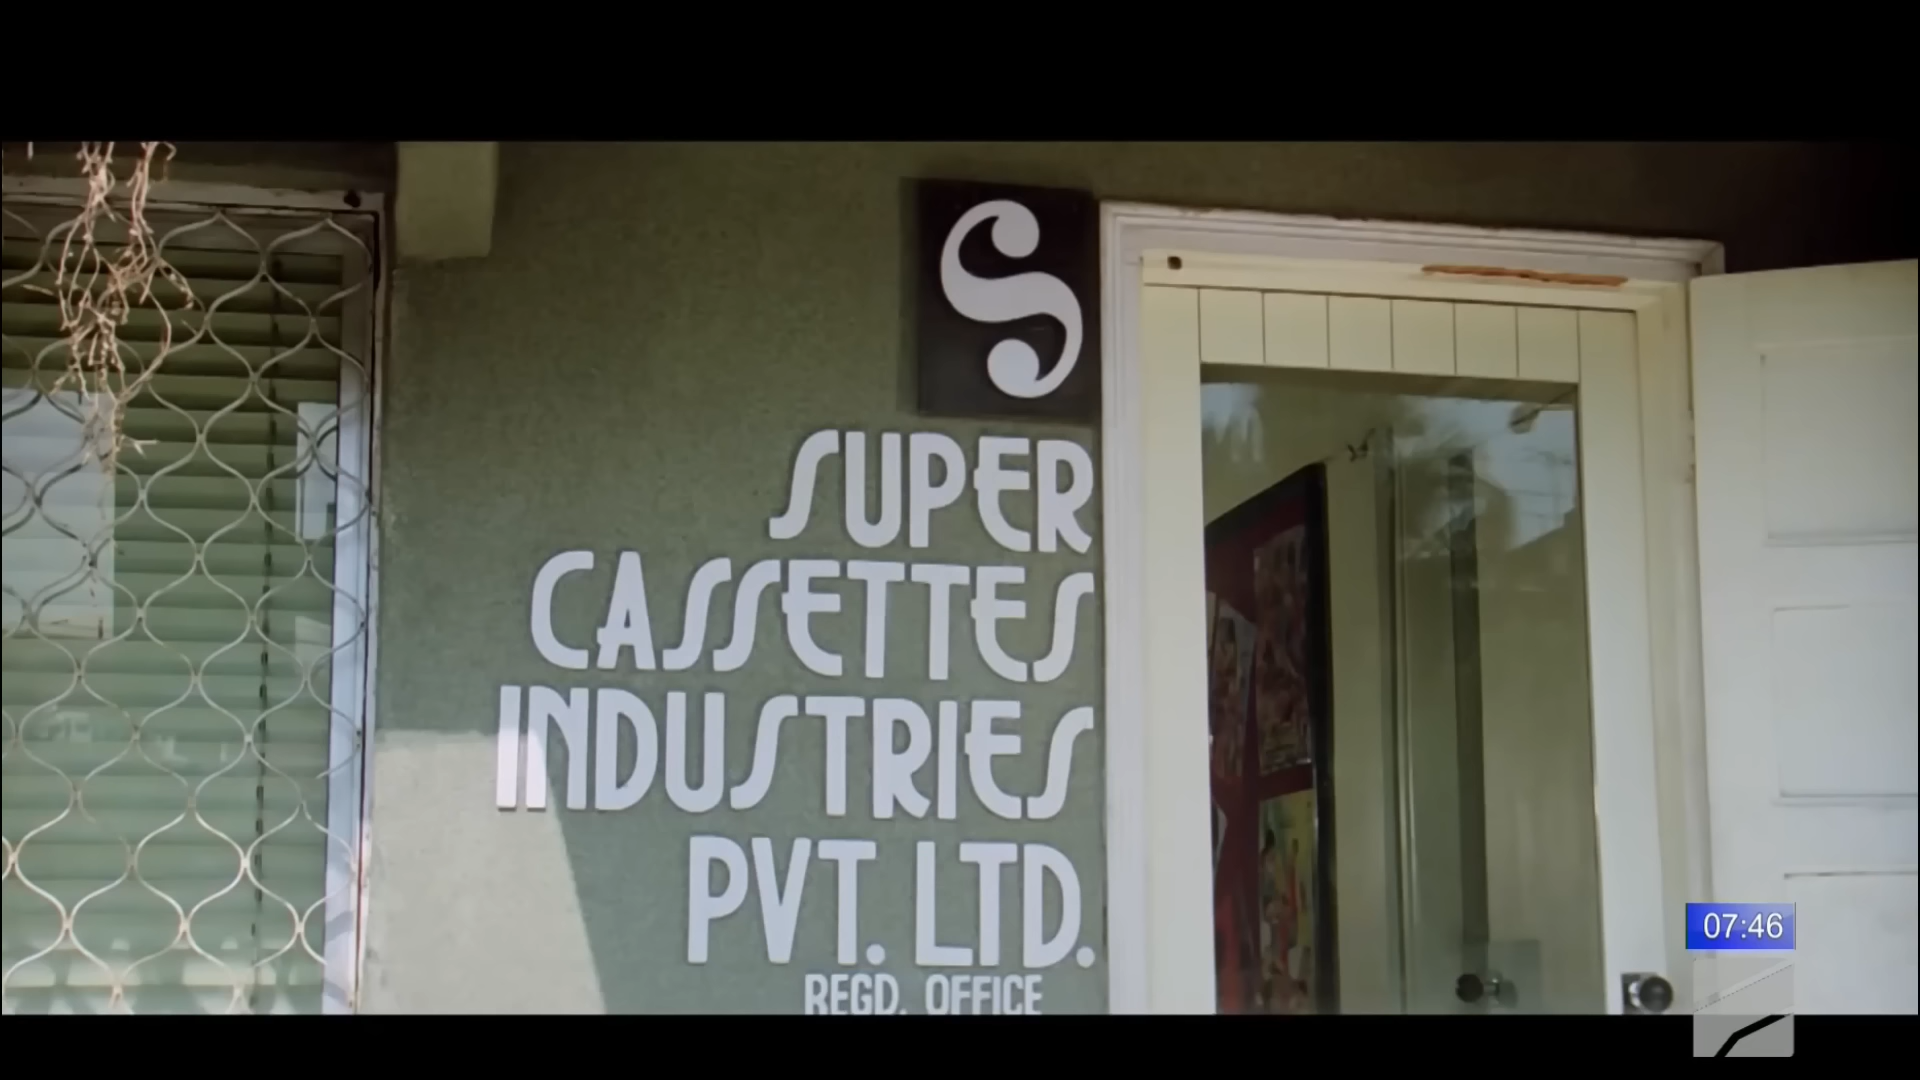 S
SUPER
CASSETTES
INDUSTRIES
PVT. LTD.
REGD. OFFICE
07:46